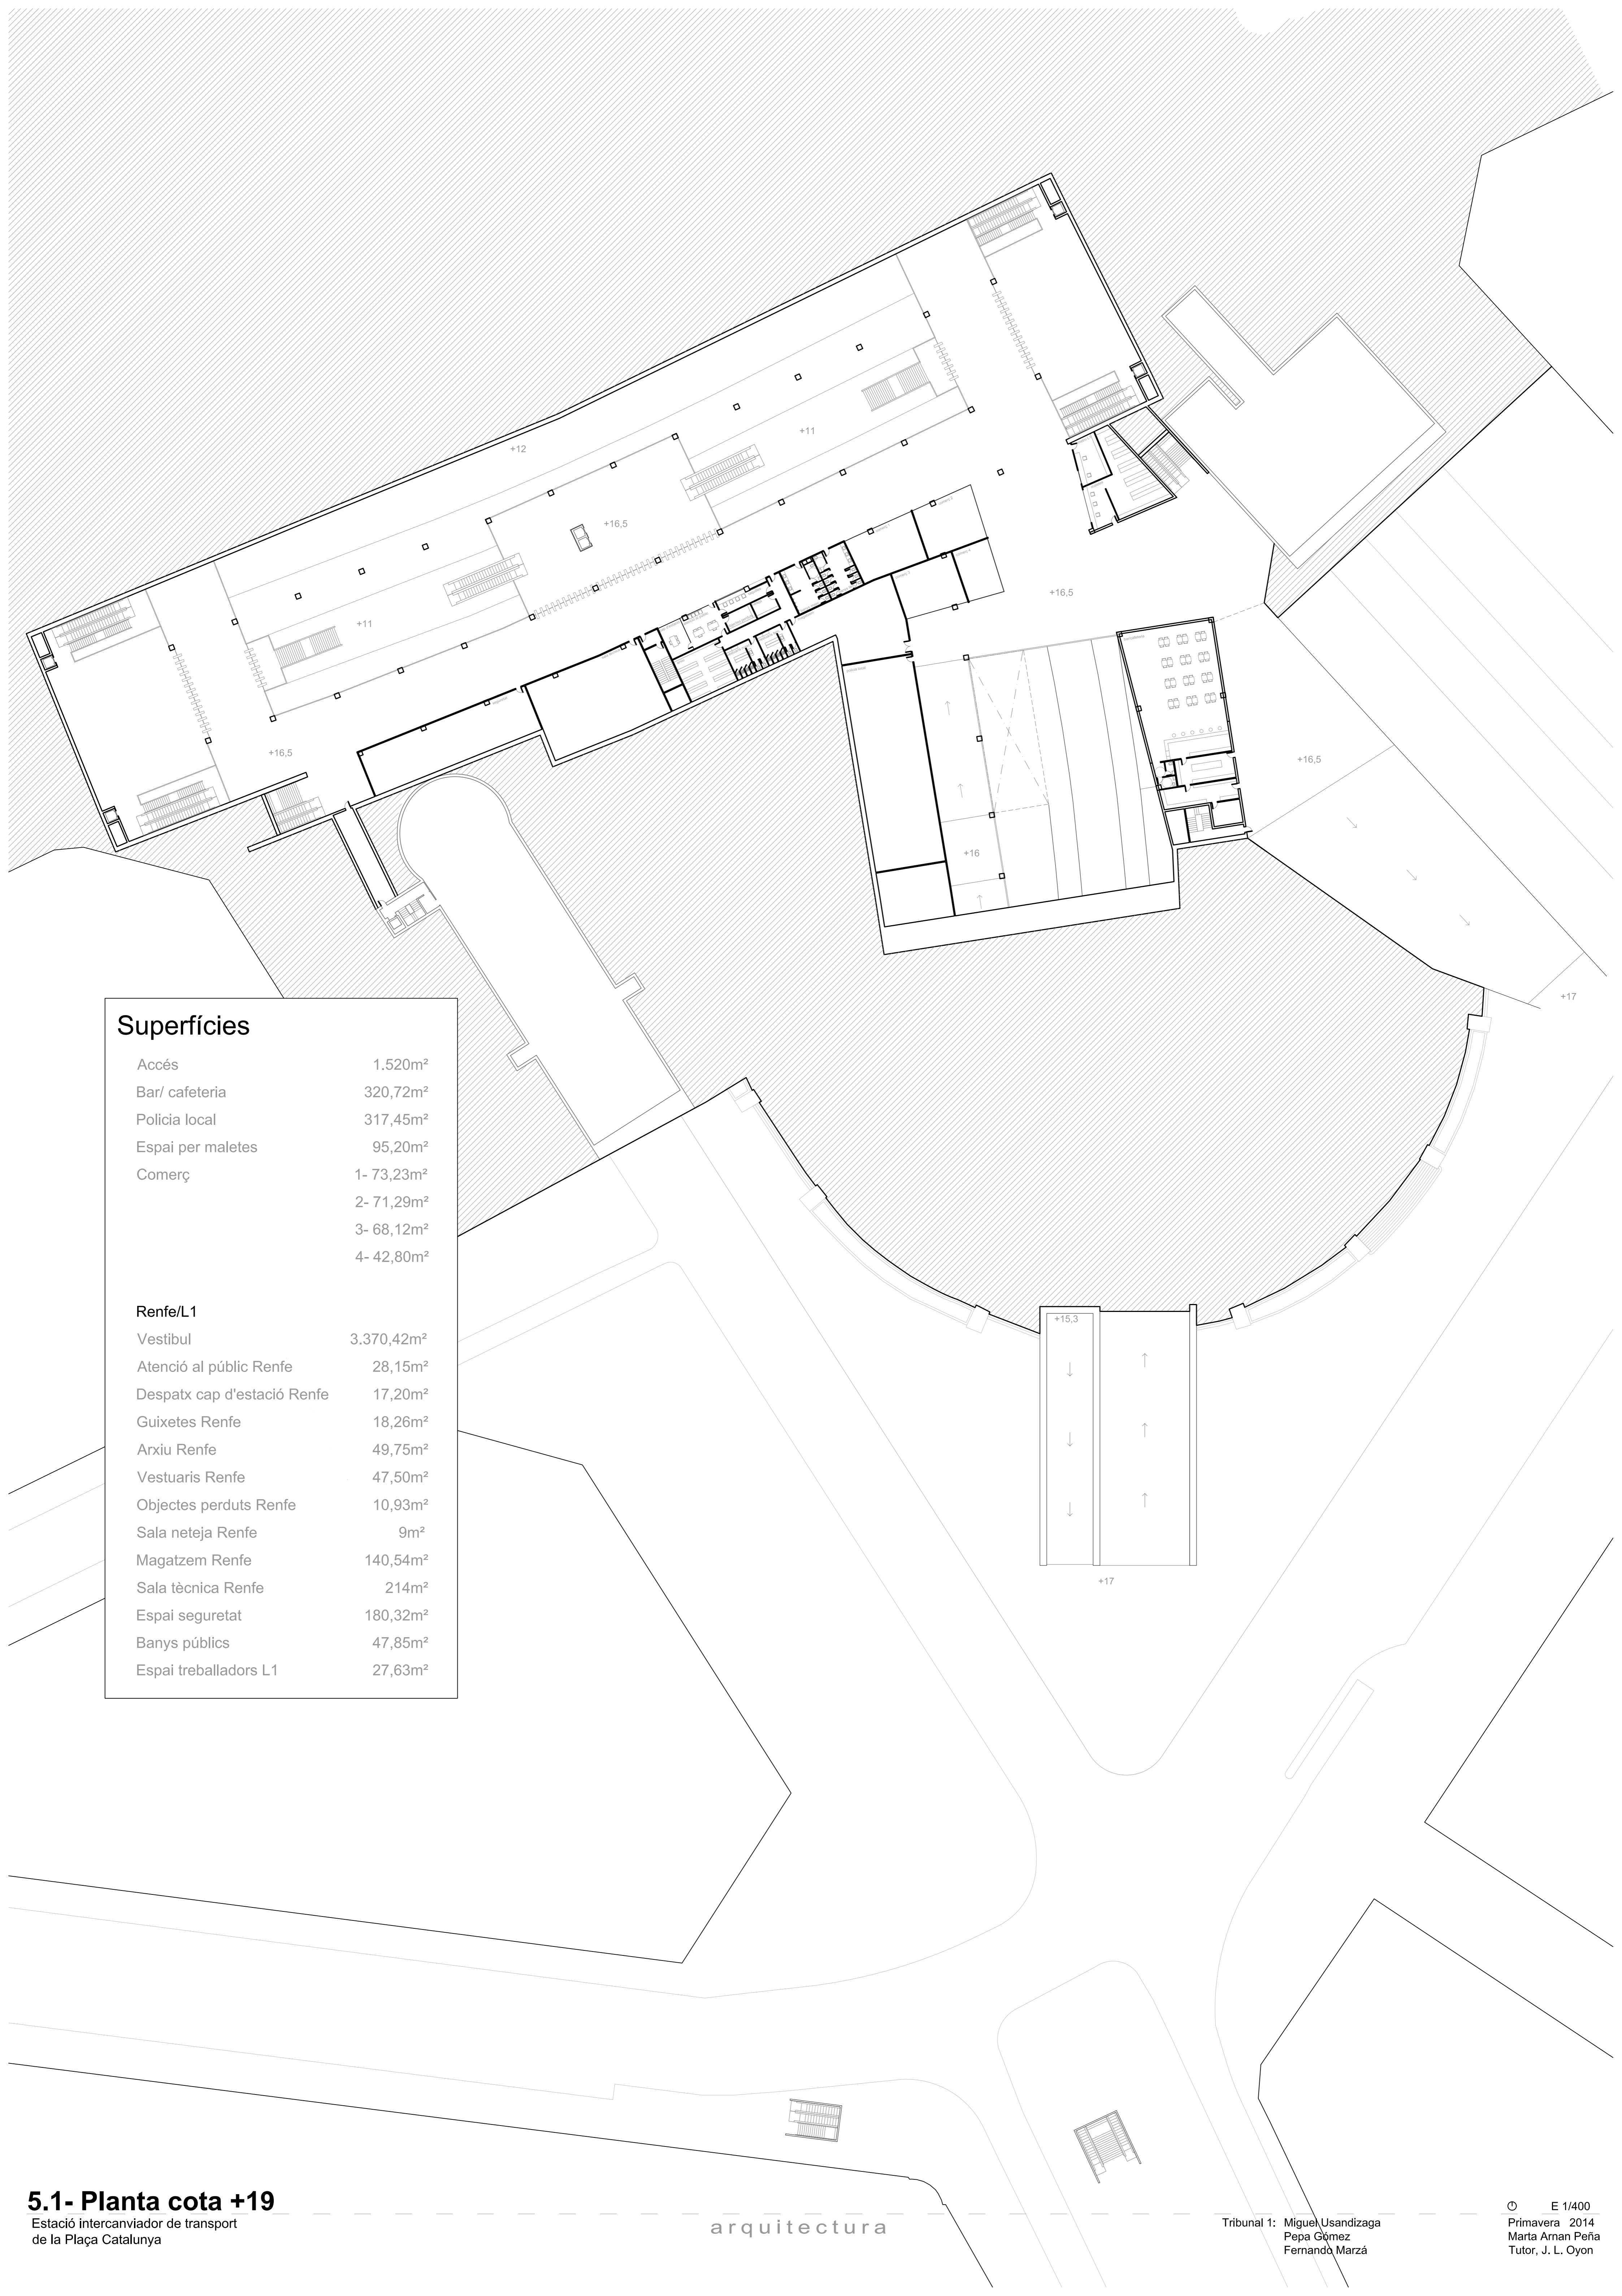 +12
+11
+16,5
+11
+16,5
+16,5
+16,5
+16
+17
Superfícies
Accés 1.520m²
Bar/ cafeteria 320,72m²
Policia local 317,45m²
Espai per maletes 95,20m²
Comerç 1- 73,23m²
2- 71,29m²
3- 68,12m²
4- 42,80m²
Renfe/L1
Vestíbul 3.370,42m²
Atenció al públic Renfe 28,15m²
Despatx cap d'estació Renfe 17,20m²
Guixetes Renfe 18,26m²
Arxiu Renfe 49,75m²
Vestuaris Renfe 47,50m²
Objectes perduts Renfe 10,93m²
Sala neteja Renfe 9m²
Magatzem Renfe 140,54m²
Sala tècnica Renfe 214m²
Espai seguretat 180,32m²
Banys públics 47,85m²
Espai treballadors L1 27,63m²
+15,3
+17
5.1- Planta cota +19
Estació intercanviador de transport
de la Plaça Catalunya
arquitectura
Tribunal 1: Miguel Usandizaga
Pepa Gómez
Fernando Marzá
E 1/400
Primavera 2014
Marta Arnan Peña
Tutor, J. L. Oyon